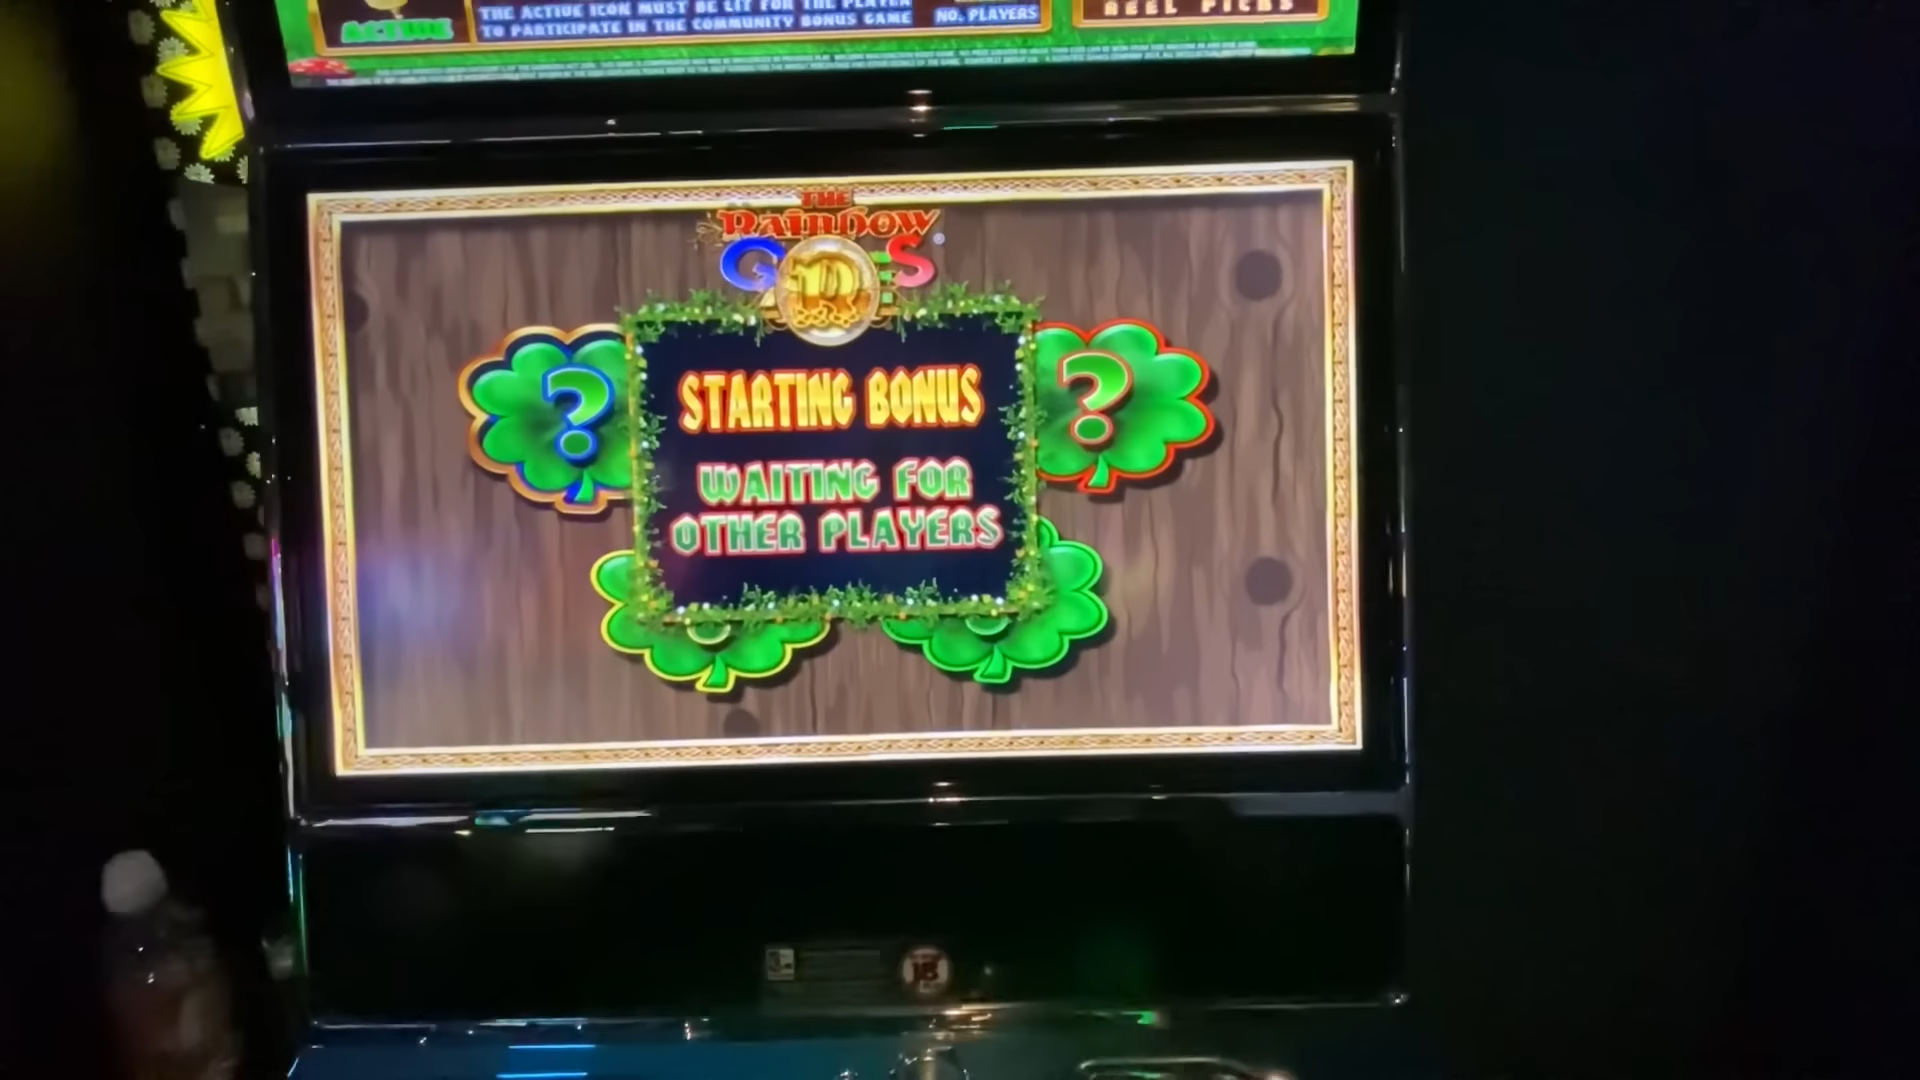 ACTIVE
THE ACTIVE ICON MUST BE LIT FOR THE PLAYER
TO PARTICIPATE IN THE COMMUNITY BONUS GAME
NO. PLAYERS
REEL PICKS
THE
RAINBOW
?
?
STARTING BONUS
WAITING FOR
OTHER PLAYERS
18